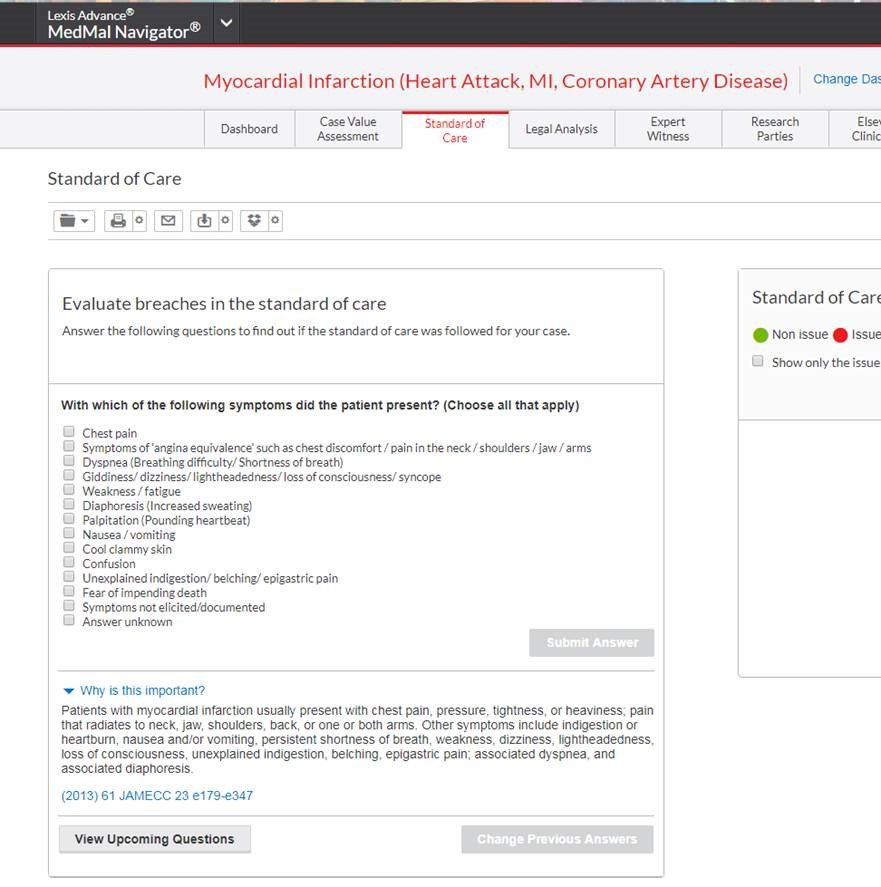 Lexis Advance®
MedMal Navigator®
Myocardial Infarction (Heart Attack, MI, Coronary Artery Disease)
Change Das
Dashboard
Case Value
Assessment
Standard of
Care
Legal Analysis
Expert
Witness
Research
Parties
Elsev
Clinic
Standard of Care
Evaluate breaches in the standard of care
Answer the following questions to find out if the standard of care was followed for your case.
With which of the following symptoms did the patient present? (Choose all that apply)
Chest pain
Symptoms of 'angina equivalence' such as chest discomfort / pain in the neck / shoulders / jaw / arms
Dyspnea (Breathing difficulty/ Shortness of breath)
Giddiness/ dizziness/ lightheadedness/ loss of consciousness/ syncope
Weakness / fatigue
Diaphoresis (Increased sweating)
Palpitation (Pounding heartbeat)
Nausea / vomiting
Cool clammy skin
Confusion
Unexplained indigestion/ belching/ epigastric pain
Fear of impending death
Symptoms not elicited/documented
Answer unknown
Submit Answer
Why is this important?
Patients with myocardial infarction usually present with chest pain, pressure, tightness, or heaviness; pain
that radiates to neck, jaw, shoulders, back, or one or both arms. Other symptoms include indigestion or
heartburn, nausea and/or vomiting, persistent shortness of breath, weakness, dizziness, lightheadedness,
loss of consciousness, unexplained indigestion, belching, epigastric pain; associated dyspnea, and
associated diaphoresis.
(2013) 61 JAMECC 23 e179-e347
View Upcoming Questions
Change Previous Answers
Standard of Care
Non issue Issue
Show only the issue